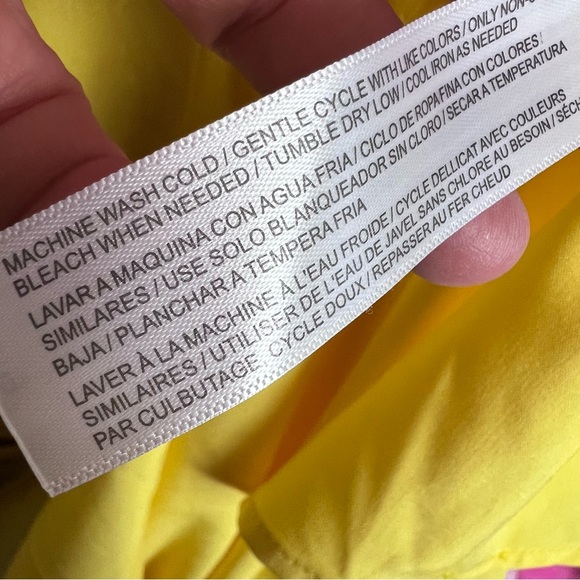 MACHINE WASH COLD / GENTLE CYCLE WITH LIKE COLORS / ONLY NON-
BLEACH WHEN NEEDED / TUMBLE DRY LOW / COOL IRON AS NEEDED
LAVAR A MAQUINA CON AGUA FRIA / CICLO DE ROPA FINA CON COLORES
SIMILARES / USE SOLO BLANQUEADOR SIN CLORO / SECAR A TEMPERATURA
BAJA / PLANCHAR A TEMPERA FRIA
LAVER À LA MACHINE À L'EAU FROIDE / CYCLE DELLICAT AVEC COULEURS
SIMILAIRES / UTILISER DE L'EAU DE JAVEL SANS CHLORE AU BESOIN /
PAR CULBUTAGE CYCLE DOUX / REPASSER AU FER CHEUD